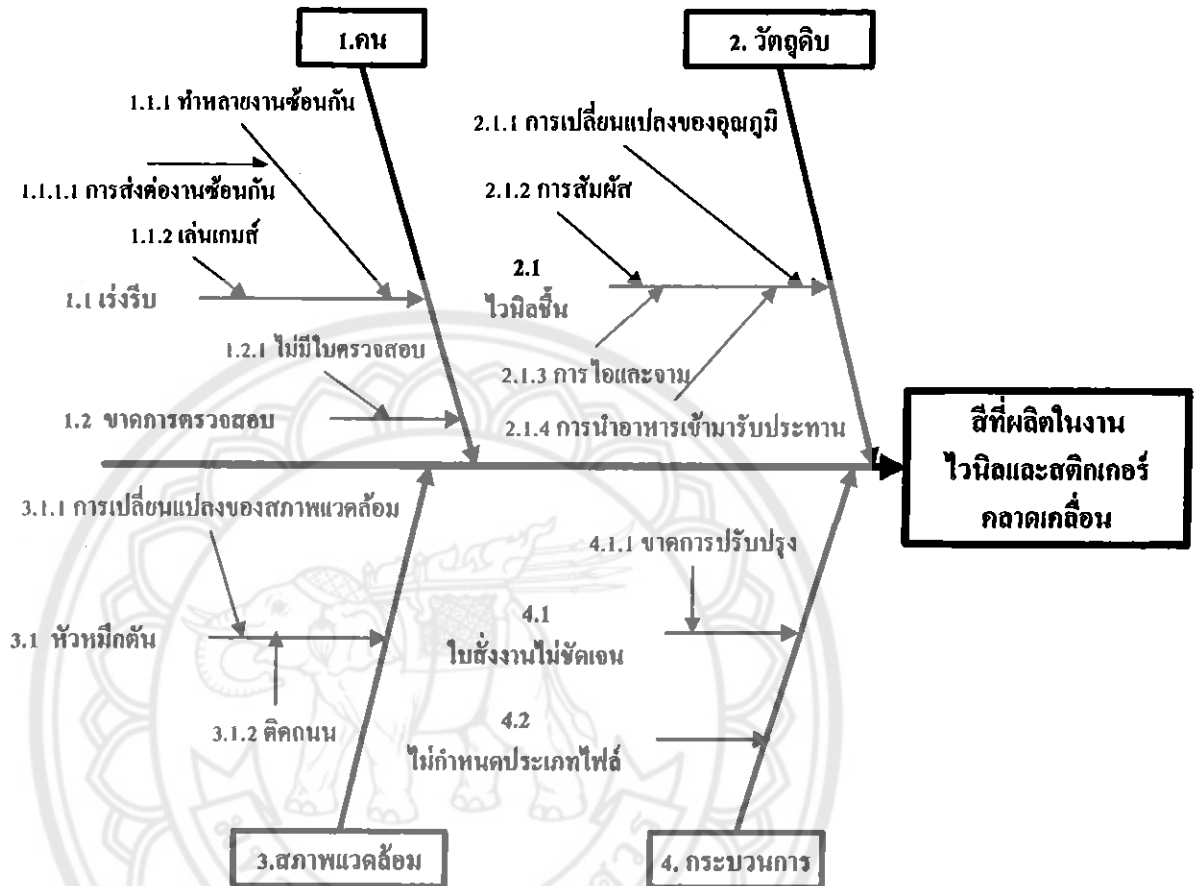 1.คน
2. วัตถุดิบ
1.1.1 ทำหลายงานซ้อนกัน
2.1.1 การเปลี่ยนแปลงของอุณภูมิ
1.1.1.1 การส่งต่องานซ้อนกัน
2.1.2 การสัมผัส
1.1.2 เล่นเกมส์
1.1 เร่งรีบ
2.1
ไวนิลชื้น
1.2.1 ไม่มีใบตรวจสอบ
2.1.3 การไอและจาม
1.2 ขาดการตรวจสอบ
2.1.4 การนำอาหารเข้ามารับประทาน
สีที่ผลิตในงาน
ไวนิลและสติกเกอร์
คลาดเคลื่อน
3.1.1 การเปลี่ยนแปลงของสภาพแวดล้อม
4.1.1 ขาดการปรับปรุง
3.1 หัวหมึกตัน
4.1
ใบสั่งงานไม่ชัดเจน
3.1.2 ติดถนน
4.2
ไม่กำหนดประเภทไฟล์
3.สภาพแวดล้อม
4. กระบวนการ